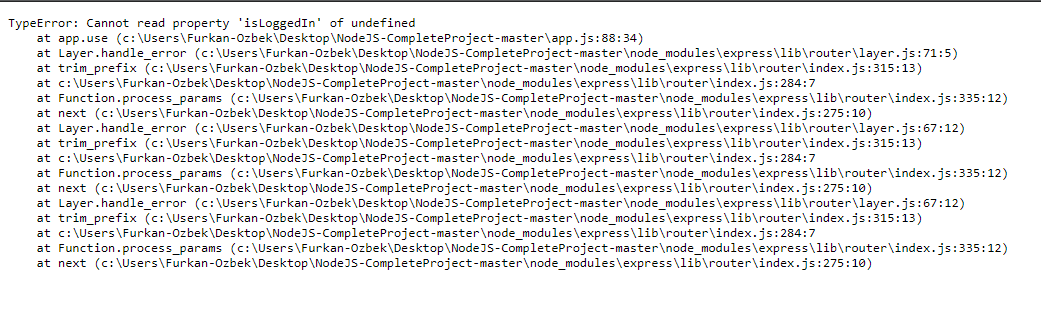 TypeError: Cannot read property 'isLoggedIn' of undefined
at app.use (c:\Users\Furkan-Ozbek\Desktop\NodeJS-CompleteProject-master\app.js:88:34)
at Layer.handle_error (c:\Users\Furkan-Ozbek\Desktop\NodeJS-CompleteProject-master\node_modules\express\lib\router\layer.js:71:5)
at trim_prefix (c:\Users\Furkan-Ozbek\Desktop\NodeJS-CompleteProject-master\node_modules\express\lib\router\index.js:315:13)
at c:\Users\Furkan-Ozbek\Desktop\NodeJS-CompleteProject-master\node_modules\express\lib\router\index.js:284:7
at Function.process_params (c:\Users\Furkan-Ozbek\Desktop\NodeJS-CompleteProject-master\node_modules\express\lib\router\index.js:335:12)
at next (c:\Users\Furkan-Ozbek\Desktop\NodeJS-CompleteProject-master\node_modules\express\lib\router\index.js:275:10)
at Layer.handle_error (c:\Users\Furkan-Ozbek\Desktop\NodeJS-CompleteProject-master\node_modules\express\lib\router\layer.js:67:12)
at trim_prefix (c:\Users\Furkan-Ozbek\Desktop\NodeJS-CompleteProject-master\node_modules\express\lib\router\index.js:315:13)
at c:\Users\Furkan-Ozbek\Desktop\NodeJS-CompleteProject-master\node_modules\express\lib\router\index.js:284:7
at Function.process_params (c:\Users\Furkan-Ozbek\Desktop\NodeJS-CompleteProject-master\node_modules\express\lib\router\index.js:335:12)
at next (c:\Users\Furkan-Ozbek\Desktop\NodeJS-CompleteProject-master\node_modules\express\lib\router\index.js:275:10)
at Layer.handle_error (c:\Users\Furkan-Ozbek\Desktop\NodeJS-CompleteProject-master\node_modules\express\lib\router\layer.js:67:12)
at trim_prefix (c:\Users\Furkan-Ozbek\Desktop\NodeJS-CompleteProject-master\node_modules\express\lib\router\index.js:315:13)
at c:\Users\Furkan-Ozbek\Desktop\NodeJS-CompleteProject-master\node_modules\express\lib\router\index.js:284:7
at Function.process_params (c:\Users\Furkan-Ozbek\Desktop\NodeJS-CompleteProject-master\node_modules\express\lib\router\index.js:335:12)
at next (c:\Users\Furkan-Ozbek\Desktop\NodeJS-CompleteProject-master\node_modules\express\lib\router\index.js:275:10)